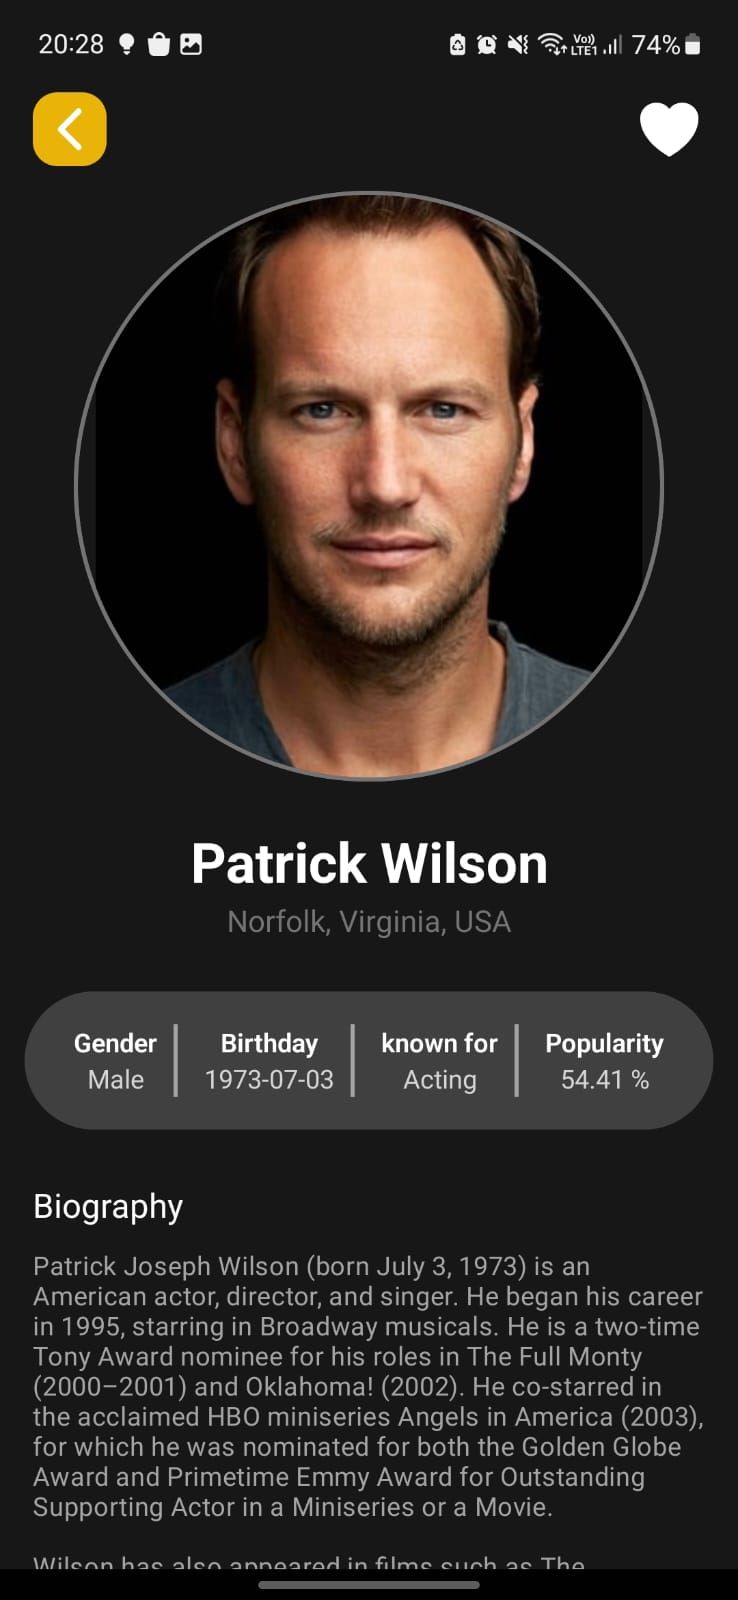 20:28
Vo)) LTE1
74%
Patrick Wilson
Norfolk, Virginia, USA
Gender Birthday known for Popularity
Male 1973-07-03 Acting 54.41 %
Biography
Patrick Joseph Wilson (born July 3, 1973) is an
American actor, director, and singer. He began his career
in 1995, starring in Broadway musicals. He is a two-time
Tony Award nominee for his roles in The Full Monty
(2000–2001) and Oklahoma! (2002). He co-starred in
the acclaimed HBO miniseries Angels in America (2003),
for which he was nominated for both the Golden Globe
Award and Primetime Emmy Award for Outstanding
Supporting Actor in a Miniseries or a Movie.
Wilson has also appeared in films such as The